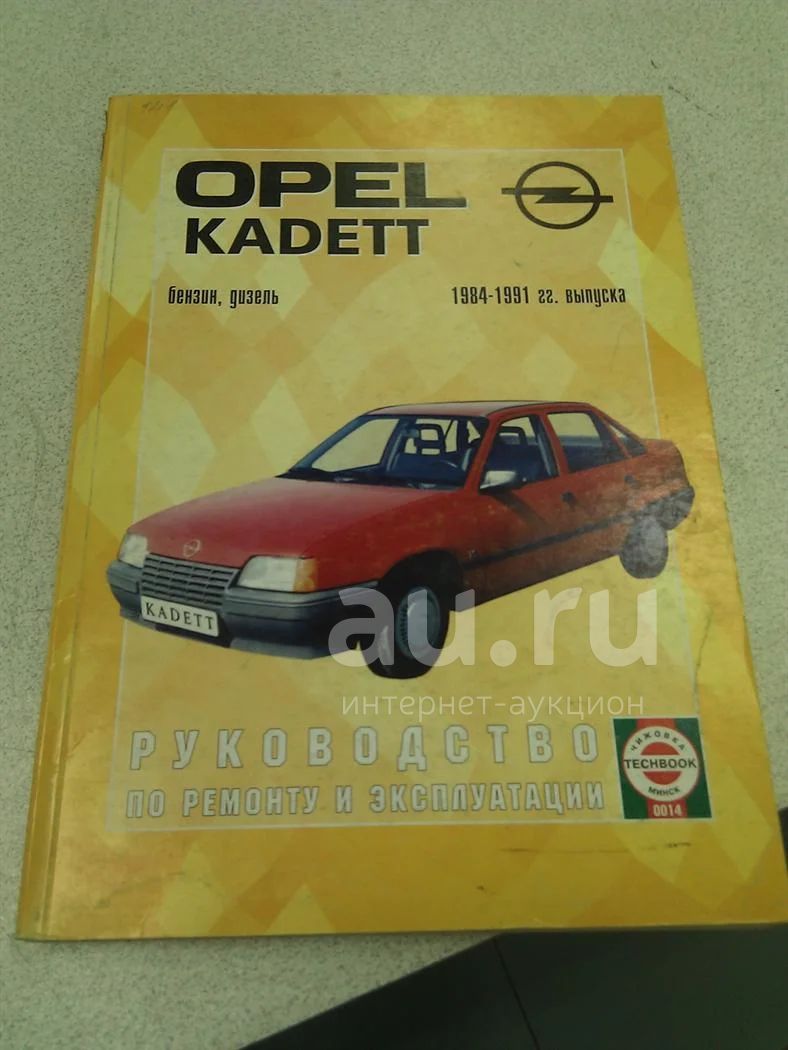 OPEL
KADETT
бензин, дизель
1984-1991 гг. выпуска
KADETT
au.ru
интернет-аукцион
РУКОВОДСТВО
ПО РЕМОНТУ И ЭКСПЛУАТАЦИИ
ЧИЖОВКА
TECHBOOK
МИНСК
0014